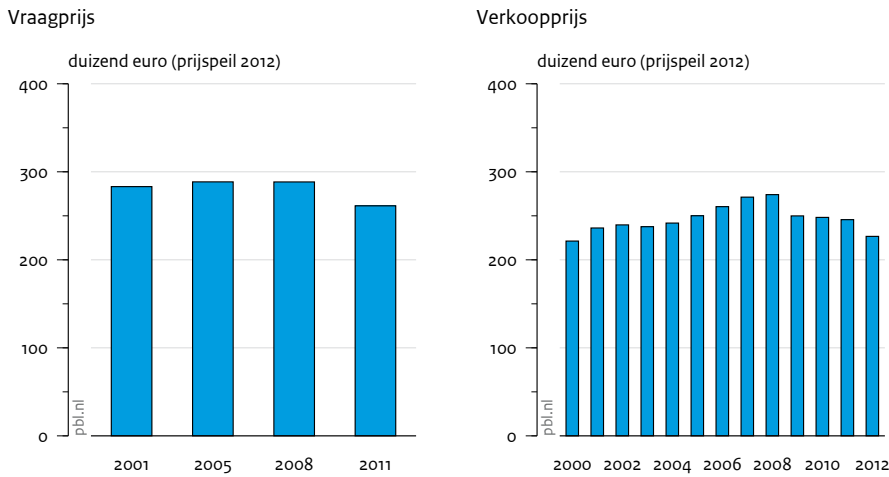 Vraagprijs
duizend euro (prijspeil 2012)
400
300
200
100
0
pbl.nl
2001 2005 2008 2011
Verkoopprijs
duizend euro (prijspeil 2012)
400
300
200
100
0
pbl.nl
2000 2002 2004 2006 2008 2010 2012